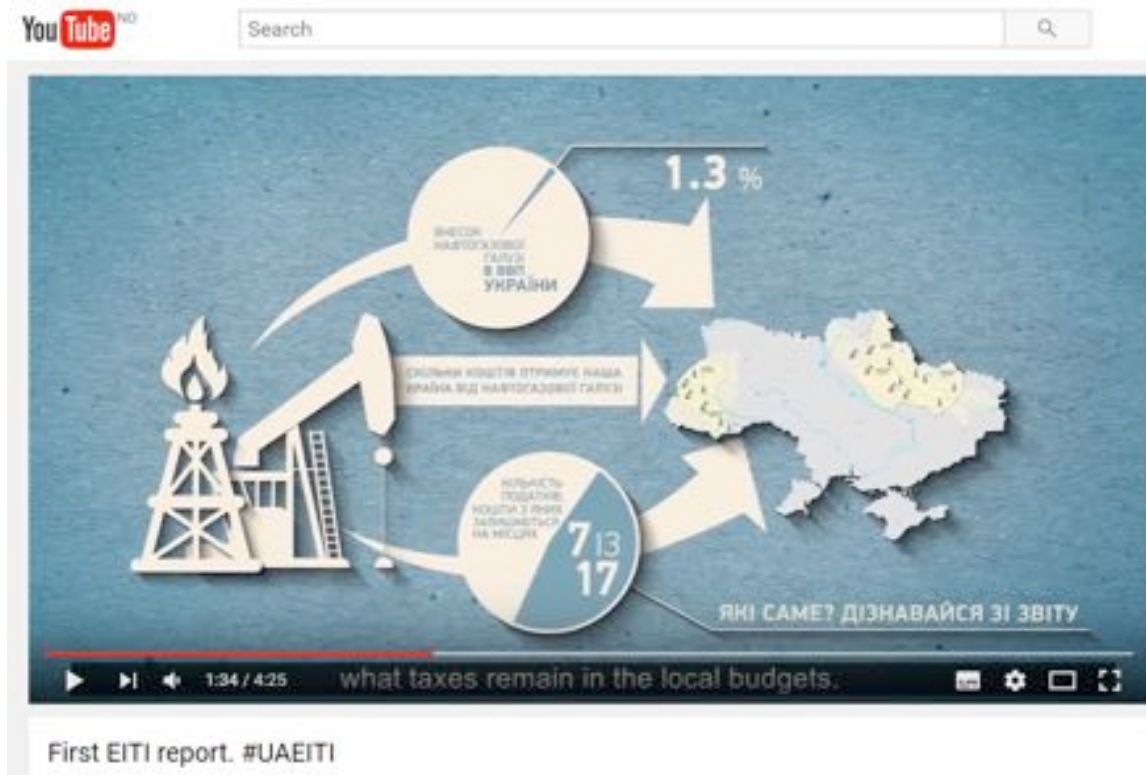 You Tube NO
Search
1.3 %
ВНЕСОК
НАФТОГАЗОВОЇ
ГАЛУЗІ
В ВВП
УКРАЇНИ
СКІЛЬКИ КОШТІВ ОТРИМУЄ НАША
КРАЇНА ВІД НАФТОГАЗОВОЇ ГАЛУЗІ
КІЛЬКІСТЬ
ПОДАТКІВ,
КОШТИ З ЯКИХ
ЗАЛИШАЮТЬСЯ
НА МІСЦЯХ
7 ІЗ
17
ЯКІ САМЕ? ДІЗНАВАЙСЯ ЗІ ЗВІТУ
1:34 / 4:25
what taxes remain in the local budgets.
First EITI report. #UAEITI